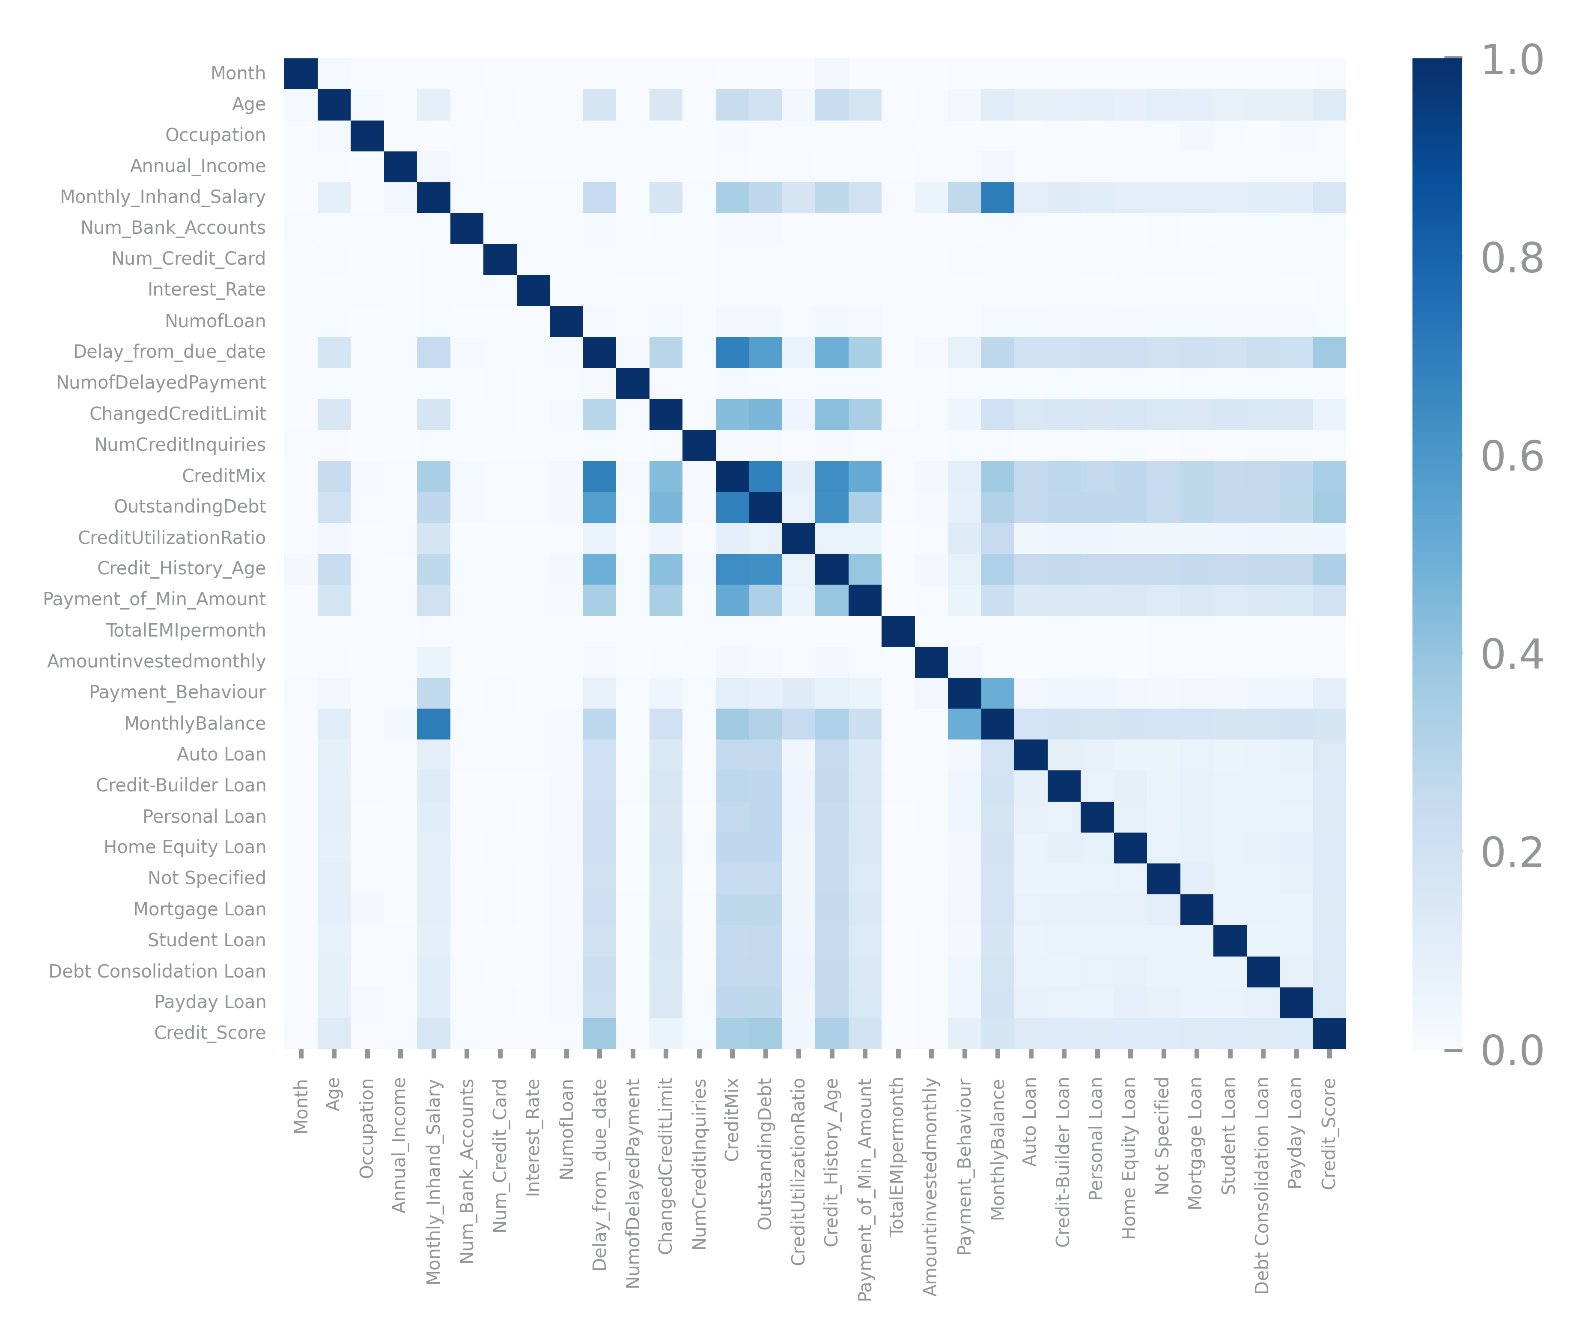 Month
Age
Occupation
Annual_Income
Monthly_Inhand_Salary
Num_Bank_Accounts
Num_Credit_Card
Interest_Rate
NumofLoan
Delay_from_due_date
NumofDelayedPayment
ChangedCreditLimit
NumCreditInquiries
CreditMix
OutstandingDebt
CreditUtilizationRatio
Credit_History_Age
Payment_of_Min_Amount
TotalEMIpermonth
Amountinvestedmonthly
Payment_Behaviour
MonthlyBalance
Auto Loan
Credit-Builder Loan
Personal Loan
Home Equity Loan
Not Specified
Mortgage Loan
Student Loan
Debt Consolidation Loan
Payday Loan
Credit_Score
Month
Age
Occupation
Annual_Income
Monthly_Inhand_Salary
Num_Bank_Accounts
Num_Credit_Card
Interest_Rate
NumofLoan
Delay_from_due_date
NumofDelayedPayment
ChangedCreditLimit
NumCreditInquiries
CreditMix
OutstandingDebt
CreditUtilizationRatio
Credit_History_Age
Payment_of_Min_Amount
TotalEMIpermonth
Amountinvestedmonthly
Payment_Behaviour
MonthlyBalance
Auto Loan
Credit-Builder Loan
Personal Loan
Home Equity Loan
Not Specified
Mortgage Loan
Student Loan
Debt Consolidation Loan
Payday Loan
Credit_Score
1.0
0.8
0.6
0.4
0.2
0.0